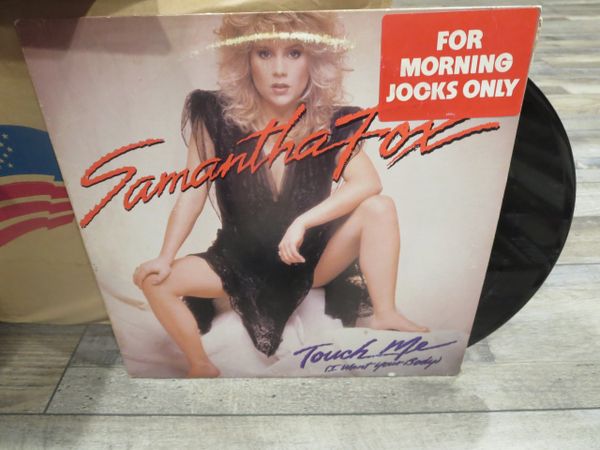 FOR
MORNING
JOCKS ONLY
Samantha Fox
Touch Me
(I Want Your Body)